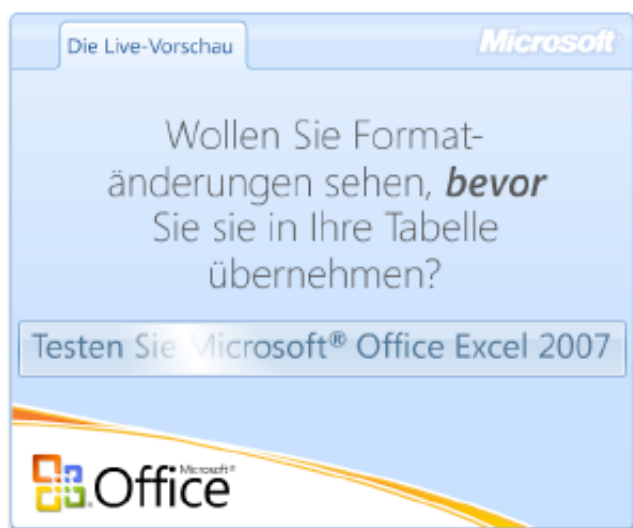 Die Live-Vorschau
Microsoft
Wollen Sie Format-
änderungen sehen, bevor
Sie sie in Ihre Tabelle
übernehmen?
Testen Sie Microsoft® Office Excel 2007
Microsoft®
Office